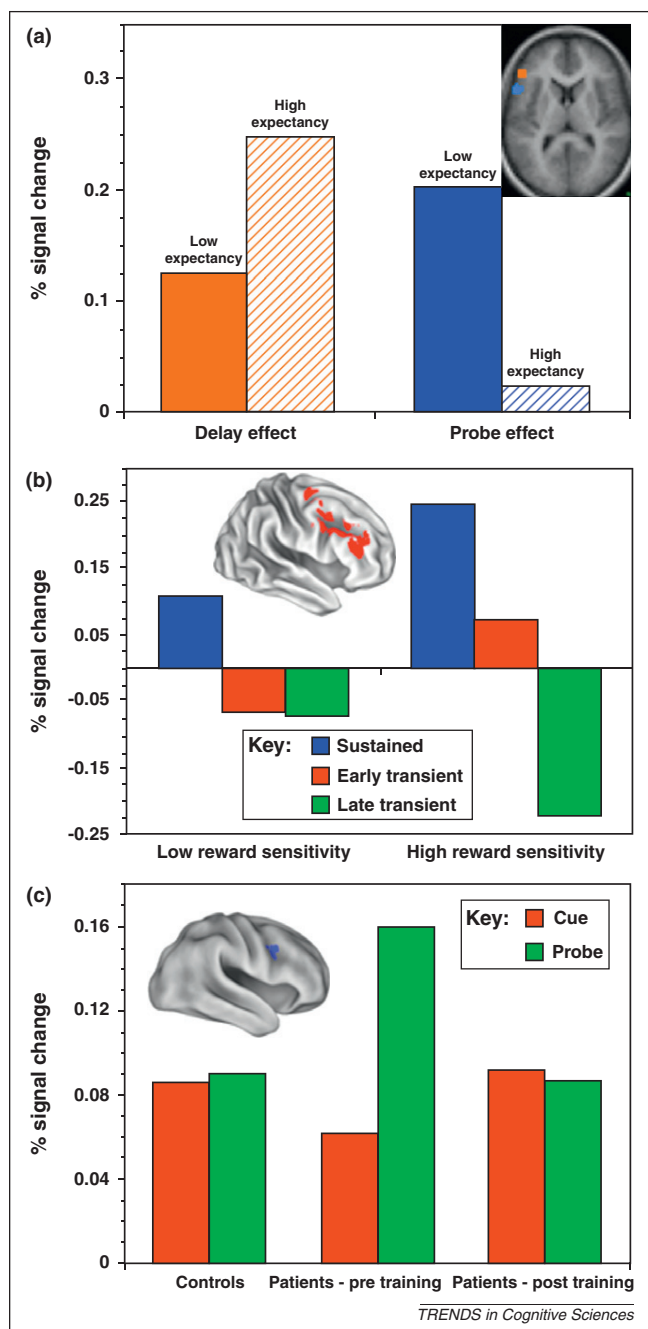 (a)
% signal change
0.3
0.2
0.1
0
Low
expectancy
High
expectancy
Low
expectancy
High
expectancy
Delay effect
Probe effect
(b)
% signal change
0.25
0.15
0.05
-0.05
-0.15
-0.25
Key:
Sustained
Early transient
Late transient
Low reward sensitivity
High reward sensitivity
(c)
% signal change
0.16
0.12
0.08
0.04
0
Key:
Cue
Probe
Controls
Patients - pre training
Patients - post training
TRENDS in Cognitive Sciences